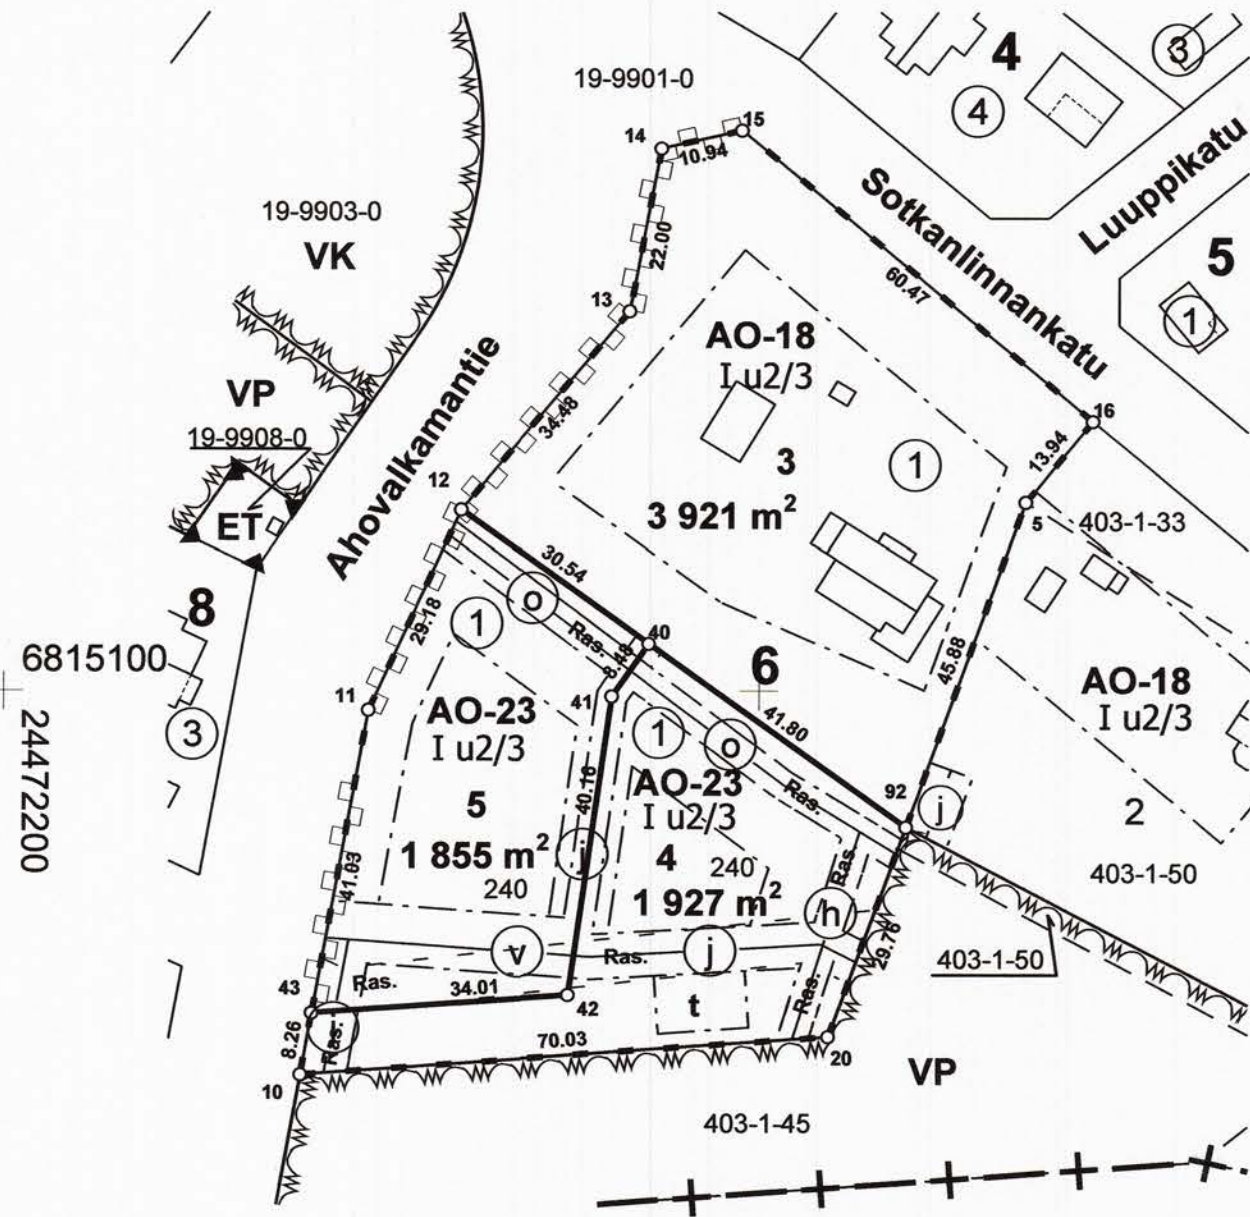 19-9901-0
4
3
4
14
15
10.94
Luuppikatu
Sotkanlinnankatu
19-9903-0
VK
22.00
60.47
5
1
13
AO-18
I u2/3
VP
19-9908-0
Ahovalkamantie
34.48
16
13.94
3
1
3 921 m²
12
5
403-1-33
ET
30.54
o
8
29.18
1
Ras.
40
8.48
6
45.88
6815100
2447200
3
11
41
AO-23
I u2/3
1
o
41.80
AO-18
I u2/3
AO-23
I u2/3
Ras.
92
j
2
40.16
5
1 855 m²
240
j
4
240
1 927 m²
Ras.
403-1-50
41.03
h
29.76
v
Ras.
j
403-1-50
43
Ras.
34.01
42
t
Ras.
8.26
Ras.
70.03
20
10
VP
403-1-45